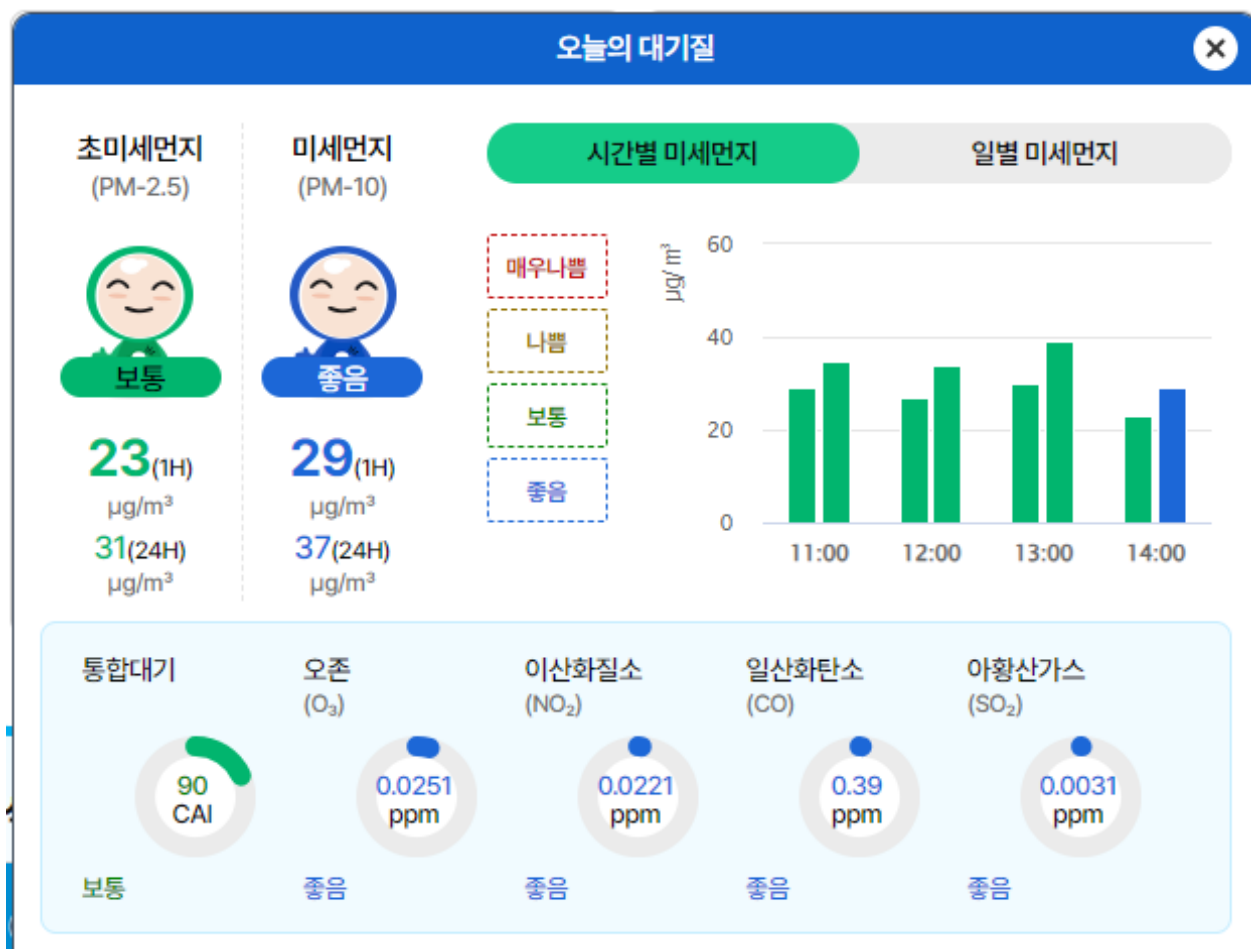 오늘의 대기질
초미세먼지
(PM-2.5)
보통
23(1H)
µg/m³
31(24H)
µg/m³
미세먼지
(PM-10)
좋음
29(1H)
µg/m³
37(24H)
µg/m³
시간별 미세먼지
일별 미세먼지
매우나쁨
나쁨
보통
좋음
µg/ m³
60
40
20
0
11:00
12:00
13:00
14:00
통합대기
90
CAI
보통
오존
(O₃)
0.0251
ppm
좋음
이산화질소
(NO₂)
0.0221
ppm
좋음
일산화탄소
(CO)
0.39
ppm
좋음
아황산가스
(SO₂)
0.0031
ppm
좋음